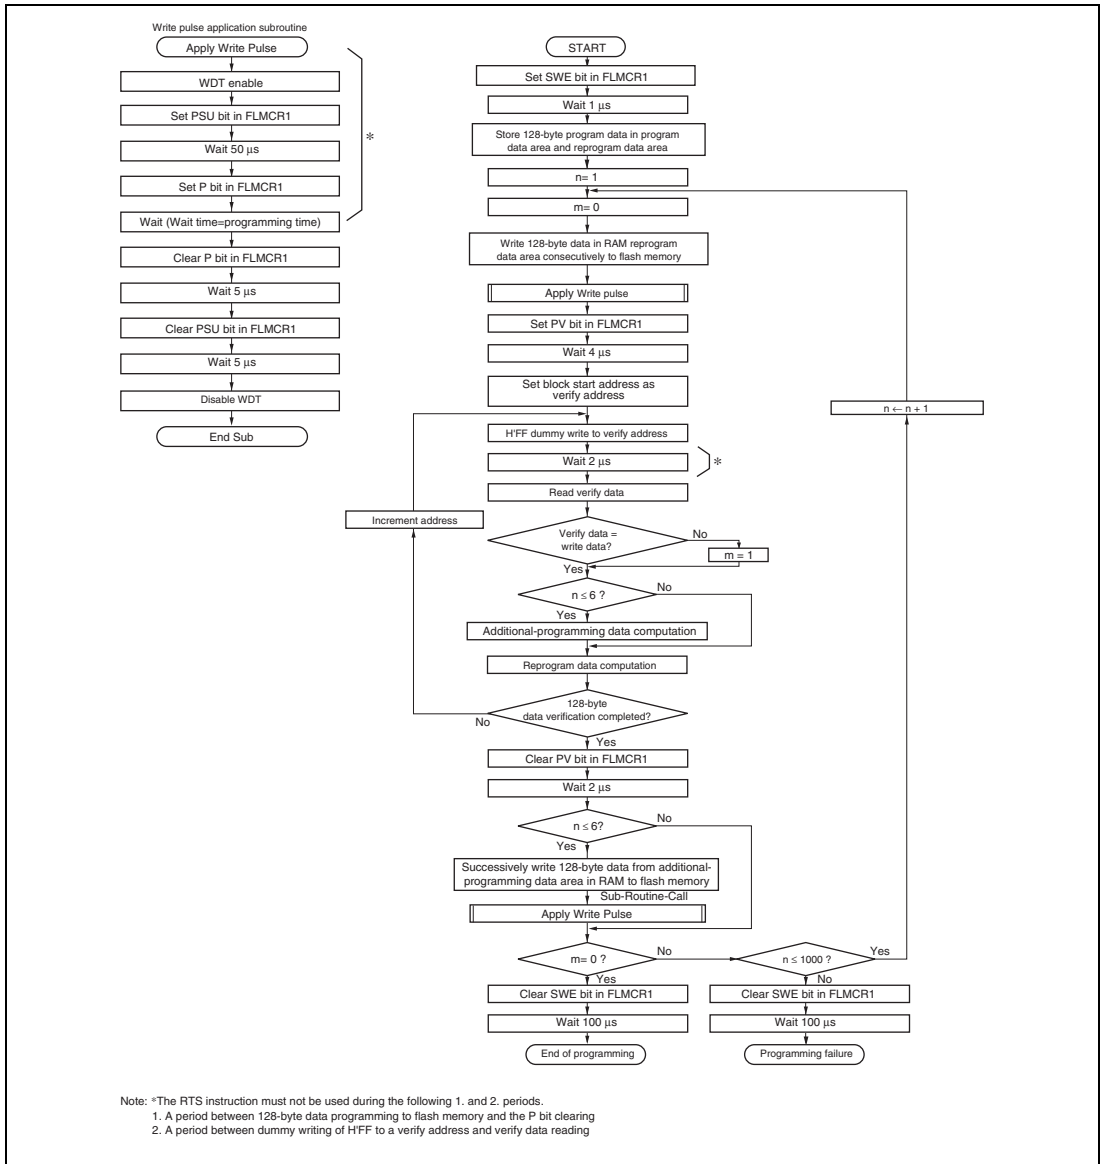 Write pulse application subroutine
Apply Write Pulse
WDT enable
Set PSU bit in FLMCR1
Wait 50 μs
Set P bit in FLMCR1
Wait (Wait time=programming time)
Clear P bit in FLMCR1
Wait 5 μs
Clear PSU bit in FLMCR1
Wait 5 μs
Disable WDT
End Sub
*
START
Set SWE bit in FLMCR1
Wait 1 μs
Store 128-byte program data in program
data area and reprogram data area
n= 1
m= 0
Write 128-byte data in RAM reprogram
data area consecutively to flash memory
Apply Write pulse
Set PV bit in FLMCR1
Wait 4 μs
Set block start address as
verify address
n ← n + 1
H'FF dummy write to verify address
Wait 2 μs
*
Read verify data
Increment address
Verify data =
write data?
No
m = 1
Yes
n ≤ 6 ?
No
Yes
Additional-programming data computation
Reprogram data computation
128-byte
data verification completed?
No
Yes
Clear PV bit in FLMCR1
Wait 2 μs
n ≤ 6?
No
Yes
Successively write 128-byte data from additional-
programming data area in RAM to flash memory
Sub-Routine-Call
Apply Write Pulse
m= 0 ?
No
n ≤ 1000 ?
Yes
Yes
No
Clear SWE bit in FLMCR1
Clear SWE bit in FLMCR1
Wait 100 μs
Wait 100 μs
End of programming
Programming failure
Note: *The RTS instruction must not be used during the following 1. and 2. periods.
1. A period between 128-byte data programming to flash memory and the P bit clearing
2. A period between dummy writing of H'FF to a verify address and verify data reading